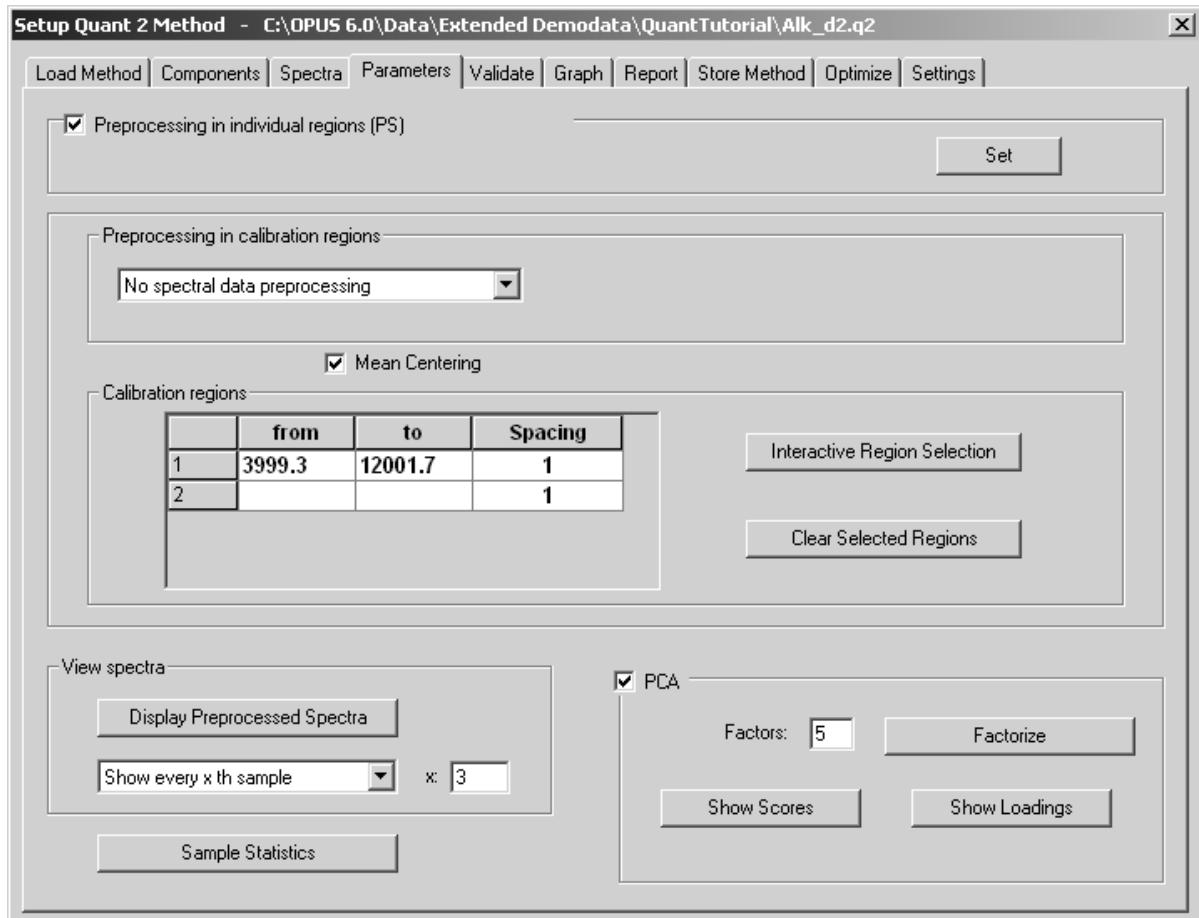 Setup Quant 2 Method - C:\OPUS 6.0\Data\Extended Demodata\QuantTutorial\Alk_d2.q2
Load Method Components Spectra Parameters Validate Graph Report Store Method Optimize Settings
Preprocessing in individual regions (PS)
Set
Preprocessing in calibration regions
No spectral data preprocessing
Mean Centering
Calibration regions
from to Spacing
1 3999.3 12001.7 1
2 1
Interactive Region Selection
Clear Selected Regions
View spectra
Display Preprocessed Spectra
Show every x th sample x: 3
Sample Statistics
PCA
Factors: 5 Factorize
Show Scores Show Loadings